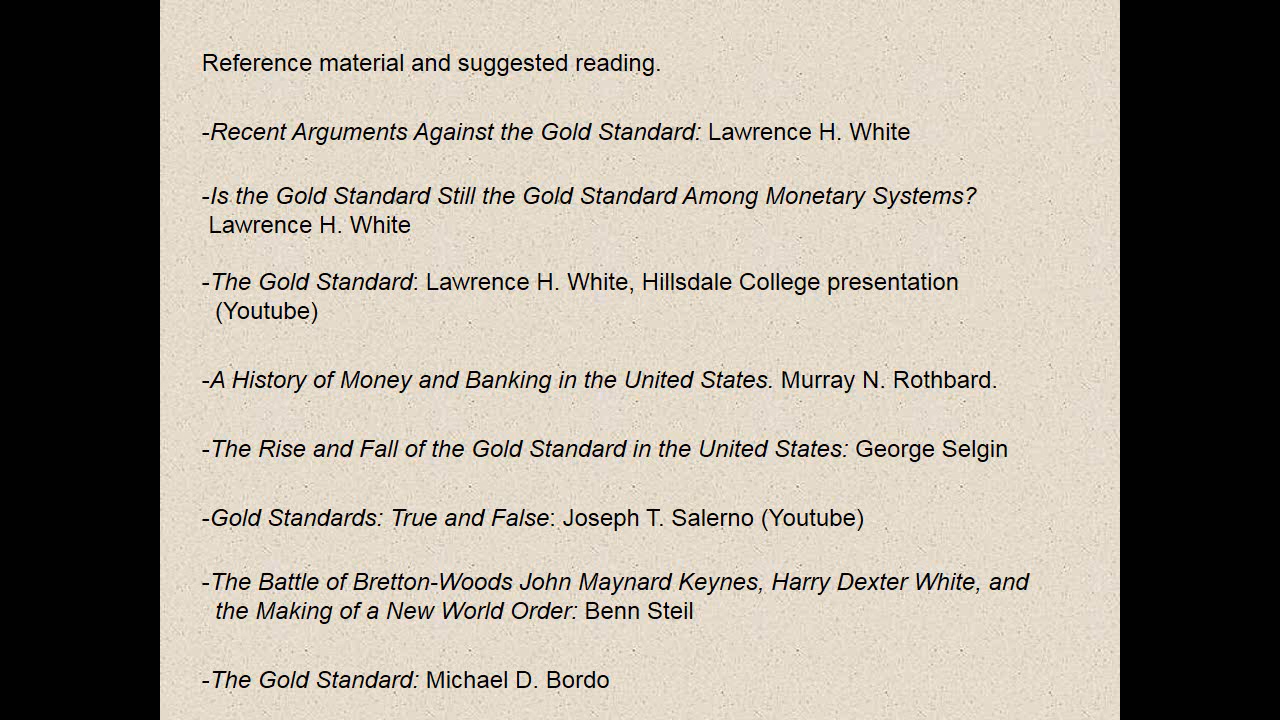 Reference material and suggested reading.
-Recent Arguments Against the Gold Standard: Lawrence H. White
-Is the Gold Standard Still the Gold Standard Among Monetary Systems?
Lawrence H. White
-The Gold Standard: Lawrence H. White, Hillsdale College presentation
(Youtube)
-A History of Money and Banking in the United States. Murray N. Rothbard.
-The Rise and Fall of the Gold Standard in the United States: George Selgin
-Gold Standards: True and False: Joseph T. Salerno (Youtube)
-The Battle of Bretton-Woods John Maynard Keynes, Harry Dexter White, and
the Making of a New World Order: Benn Steil
-The Gold Standard: Michael D. Bordo